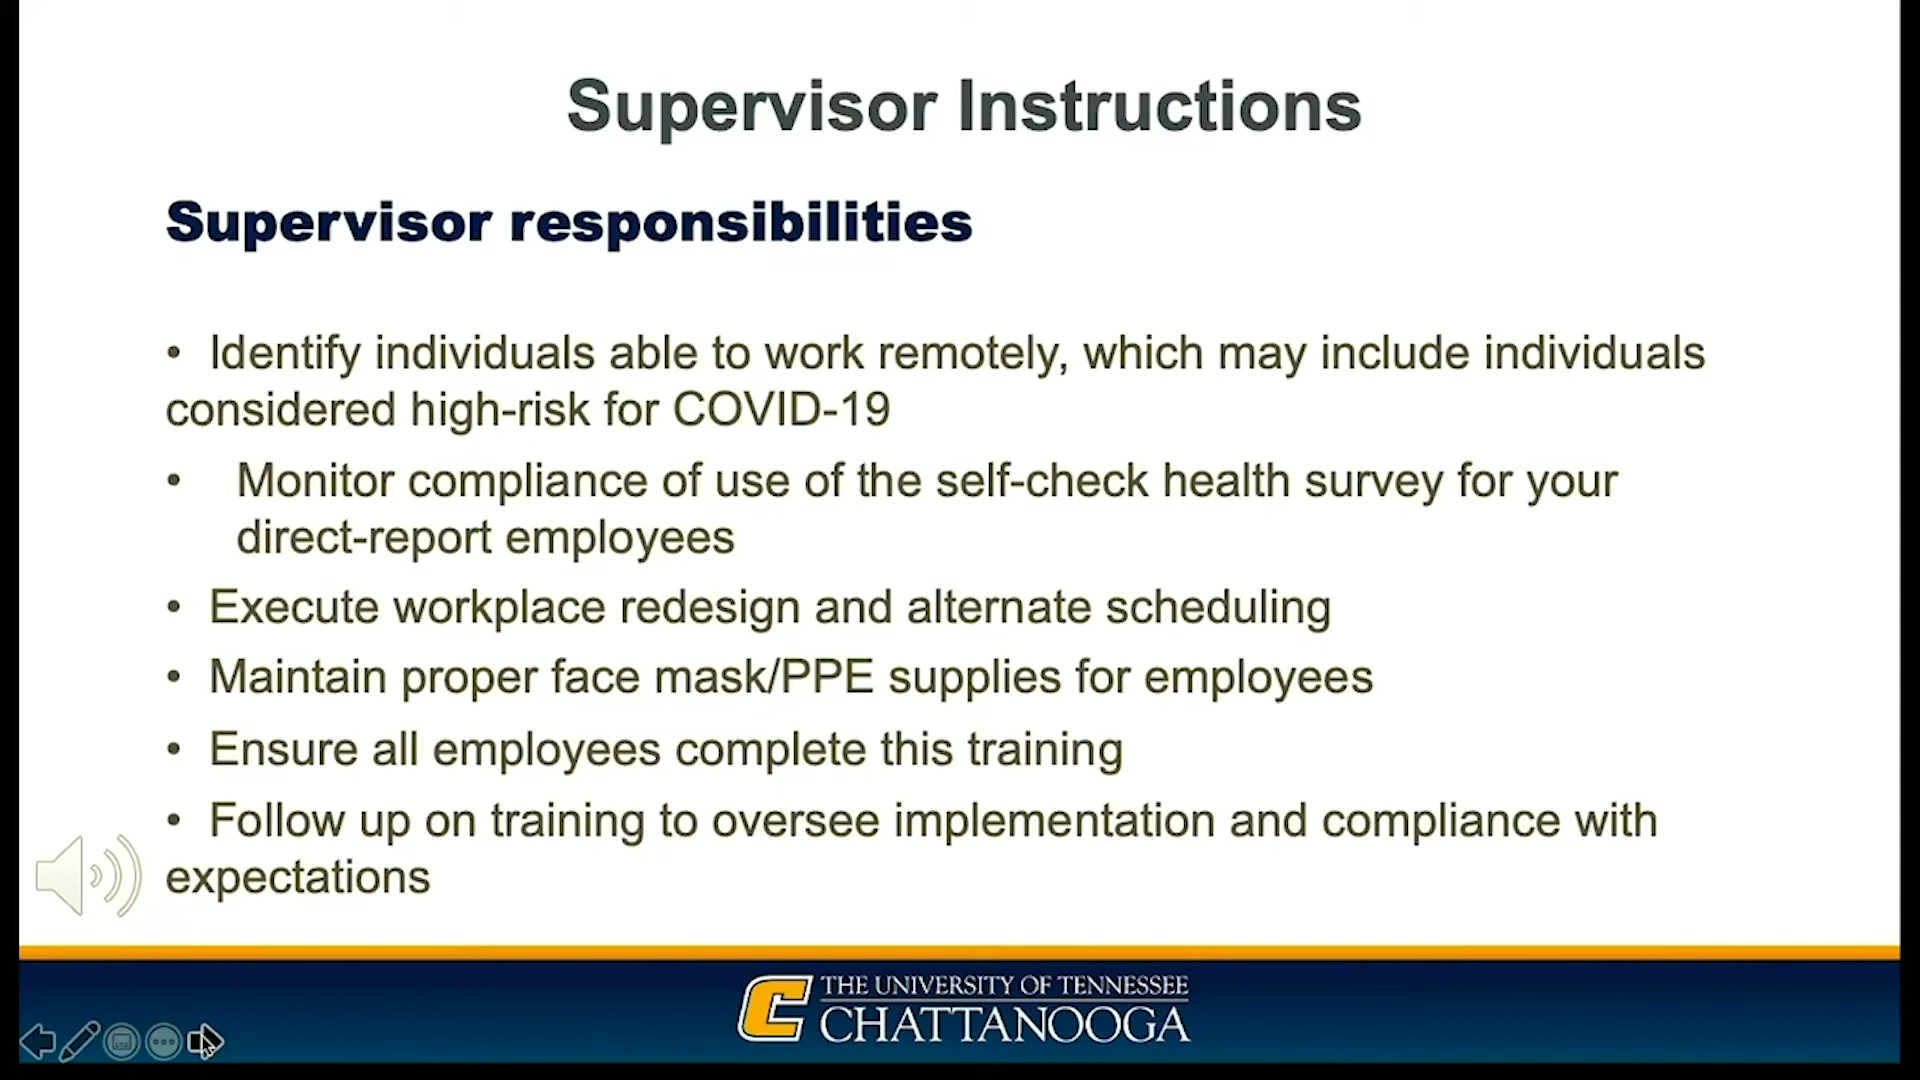 Supervisor Instructions
Supervisor responsibilities
• Identify individuals able to work remotely, which may include individuals
considered high-risk for COVID-19
• Monitor compliance of use of the self-check health survey for your
direct-report employees
• Execute workplace redesign and alternate scheduling
• Maintain proper face mask/PPE supplies for employees
• Ensure all employees complete this training
• Follow up on training to oversee implementation and compliance with
expectations
C THE UNIVERSITY OF TENNESSEE
CHATTANOOGA